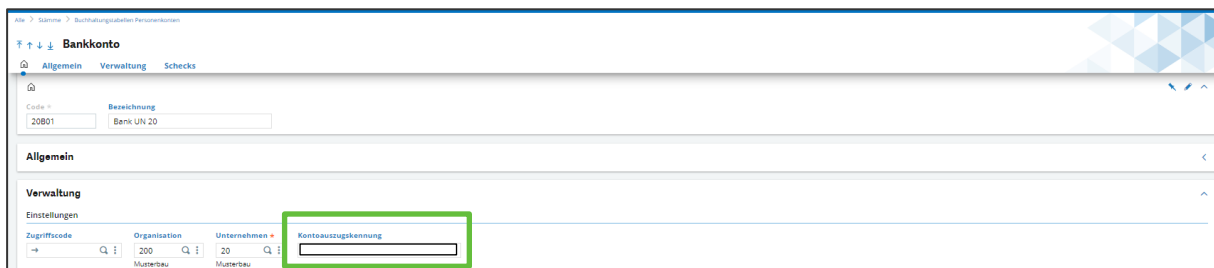 Alle > Stämme > Buchhaltungstabellen Personenkonten
Bankkonto
Allgemein Verwaltung Schecks
Code * Bezeichnung
20B01 Bank UN 20
Allgemein
Verwaltung
Einstellungen
Zugriffscode Organisation Unternehmen * Kontoauszugskennung
200 20
Musterbau Musterbau